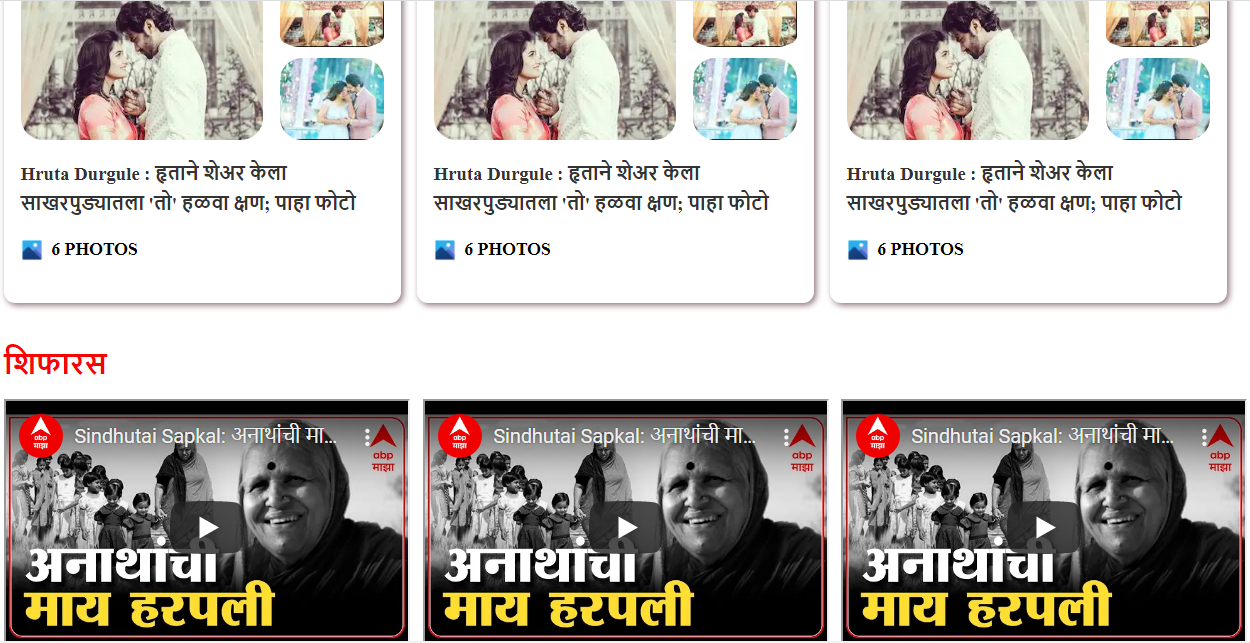 Hruta Durgule : हृताने शेअर केला
साखरपुड्यातला 'तो' हळवा क्षण; पाहा फोटो
6 PHOTOS
Hruta Durgule : हृताने शेअर केला
साखरपुड्यातला 'तो' हळवा क्षण; पाहा फोटो
6 PHOTOS
Hruta Durgule : हृताने शेअर केला
साखरपुड्यातला 'तो' हळवा क्षण; पाहा फोटो
6 PHOTOS
शिफारस
abp
माझा
Sindhutai Sapkal: अनाथांची मा...
abp
माझा
अनाथांची
माय हरपली
abp
माझा
Sindhutai Sapkal: अनाथांची मा...
abp
माझा
अनाथांची
माय हरपली
abp
माझा
Sindhutai Sapkal: अनाथांची मा...
abp
माझा
अनाथांची
माय हरपली